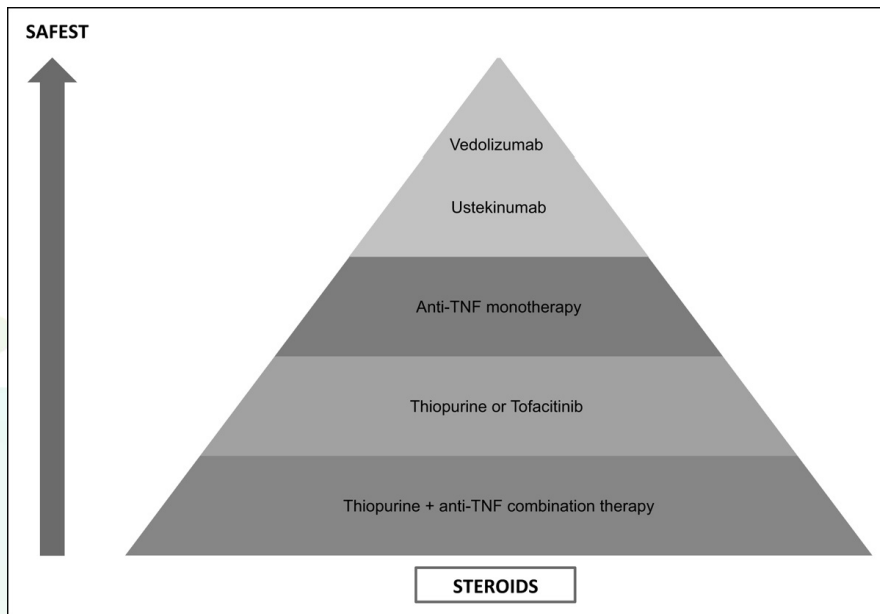 SAFEST
Vedolizumab
Ustekinumab
Anti-TNF monotherapy
Thiopurine or Tofacitinib
Thiopurine + anti-TNF combination therapy
STEROIDS